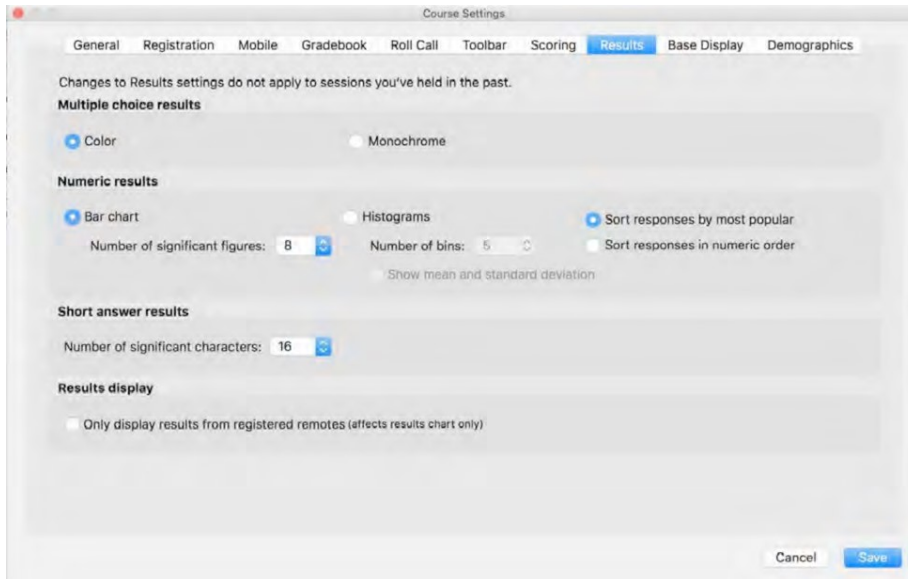 Course Settings
General Registration Mobile Gradebook Roll Call Toolbar Scoring Results Base Display Demographics
Changes to Results settings do not apply to sessions you've held in the past.
Multiple choice results
Color Monochrome
Numeric results
Bar chart Histograms Sort responses by most popular
Number of significant figures: 8 Number of bins: 5 Sort responses in numeric order
Show mean and standard deviation
Short answer results
Number of significant characters: 16
Results display
Only display results from registered remotes (affects results chart only)
Cancel Save